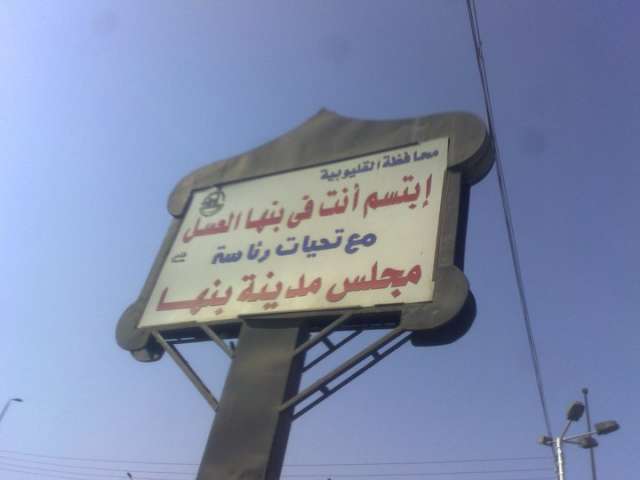 محافظة القليوبية
إبتسم أنت فى بنها العسل
مع تحيات رئاسة
مجلس مدينة بنها